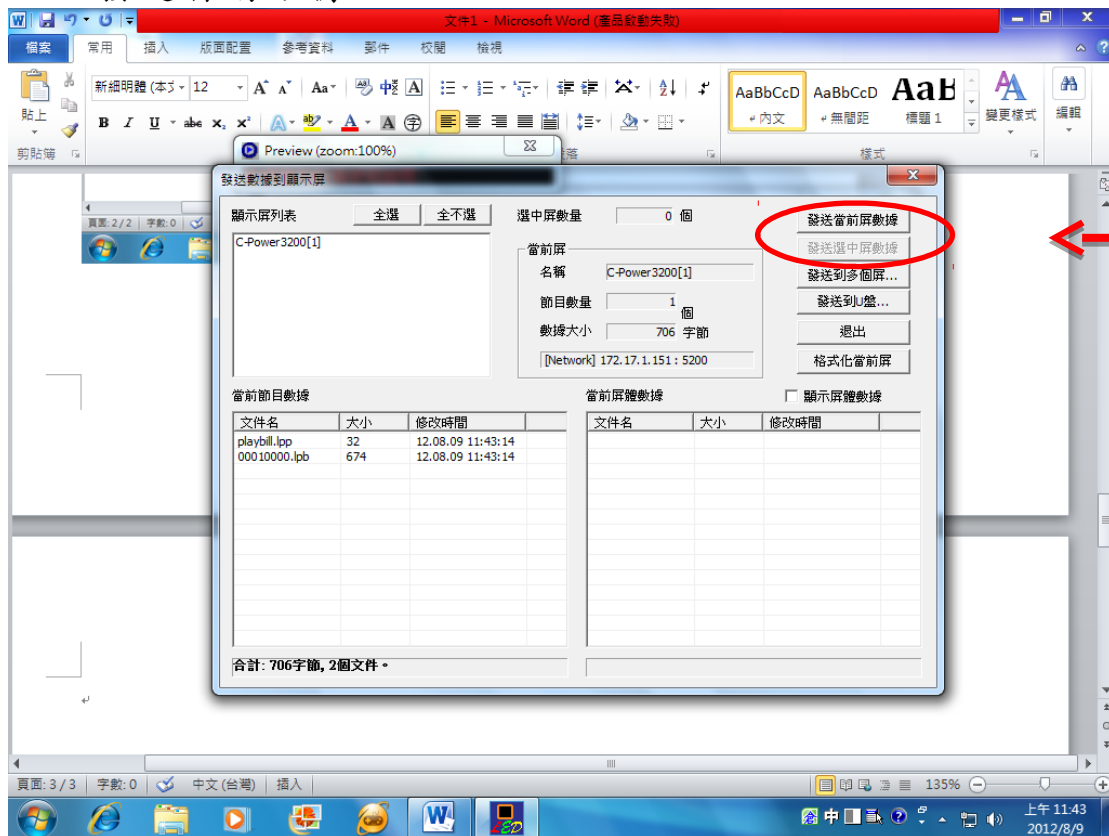 文件1 - Microsoft Word (產品啟動失敗)
檔案 常用 插入 版面配置 參考資料 郵件 校閱 檢視
貼上
新細明體 (本文 12
B I U abc x₂ x²
AaBbCcD AaBbCcD AaB
內文 無間距 標題 1
變更樣式
編輯
剪貼簿
樣式
Preview (zoom:100%)
頁面: 2/2 字數: 0
發送數據到顯示屏
顯示屏列表 全選 全不選 選中屏數量 0 個
C-Power3200[1]
當前屏
名稱 C-Power3200[1]
節目數量 1 個
數據大小 706 字節
[Network] 172.17.1.151 : 5200
發送當前屏數據
發送選中屏數據
發送到多個屏...
發送到U盤...
退出
格式化當前屏
當前節目數據
文件名 大小 修改時間
playbill.lpp 32 12.08.09 11:43:14
00010000.lpb 674 12.08.09 11:43:14
合計: 706字節, 2個文件。
當前屏體數據 顯示屏體數據
文件名 大小 修改時間
頁面: 3 / 3 字數: 0 中文 (台灣) 插入 135%
中
上午 11:43
2012/8/9